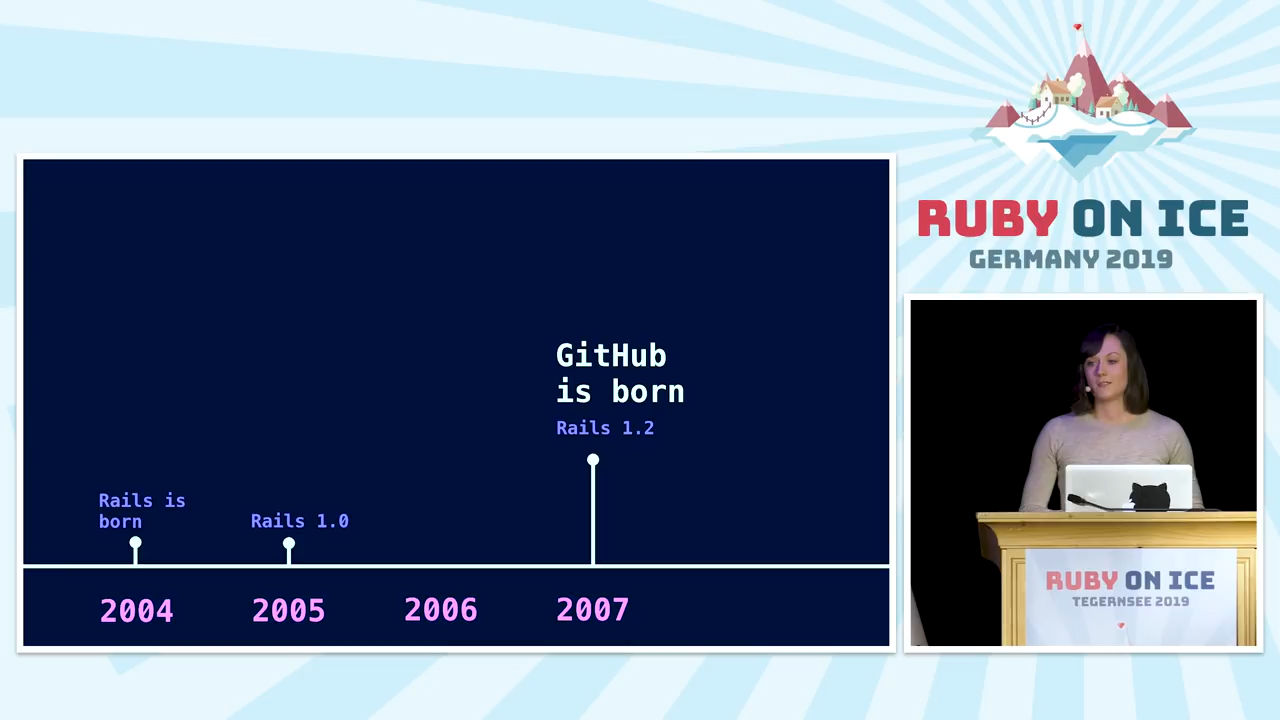 RUBY ON ICE
GERMANY 2019
GitHub
is born
Rails 1.2
Rails is
born
Rails 1.0
2004
2005
2006
2007
RUBY ON ICE
TEGERNSEE 2019